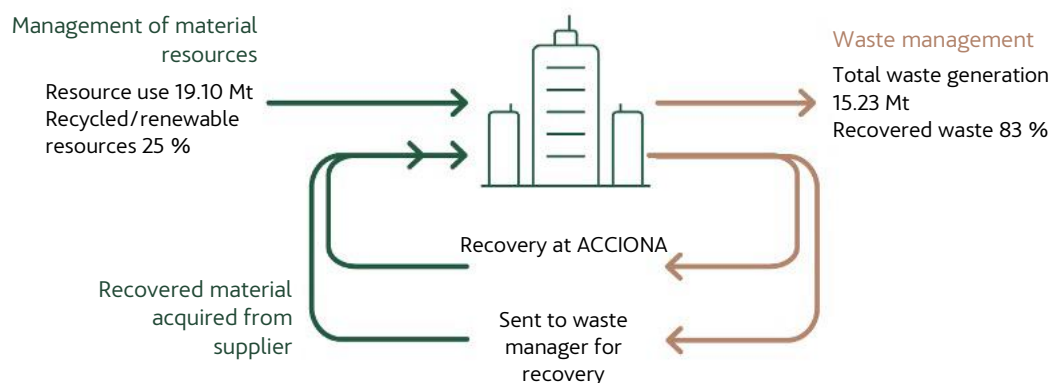 Management of material
resources
Resource use 19.10 Mt
Recycled/renewable
resources 25 %
Waste management
Total waste generation
15.23 Mt
Recovered waste 83 %
Recovery at ACCIONA
Recovered material
acquired from
supplier
Sent to waste
manager for
recovery